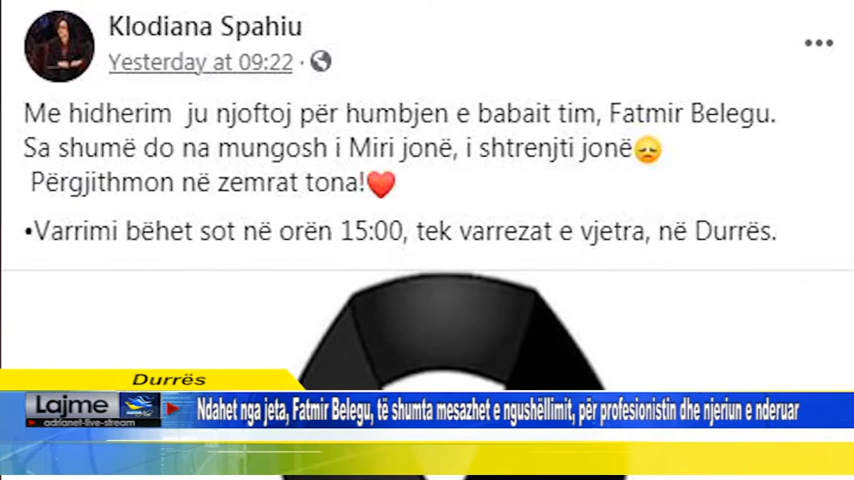 Klodiana Spahiu
Yesterday at 09:22 ·
Me hidherim ju njoftoj për humbjen e babait tim, Fatmir Belegu.
Sa shumë do na mungosh i Miri jonë, i shtrenjti jonë😞
Përgjithmon në zemrat tona!❤️
•Varrimi bëhet sot në orën 15:00, tek varrezat e vjetra, në Durrës.
Durrës
Lajme
Ndahet nga jeta, Fatmir Belegu, të shumta mesazhet e ngushëllimit, për profesionistin dhe njeriun e nderuar
adrianet-live-stream